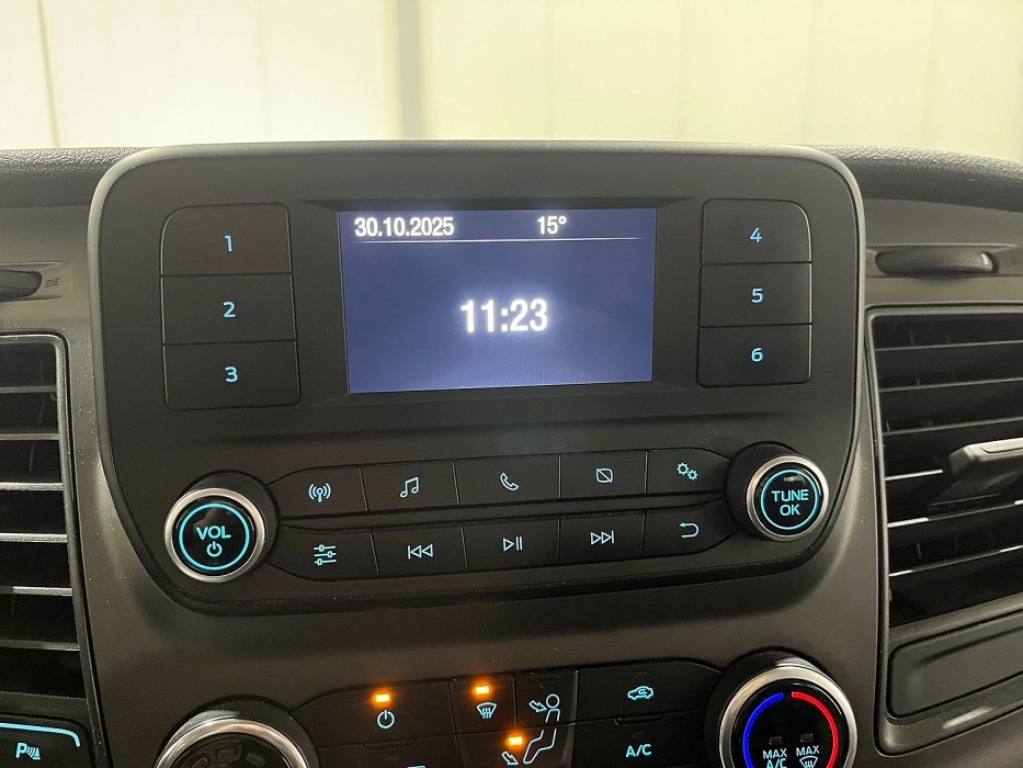 30.10.2025 15°
11:23
1
2
3
4
5
6
VOL
TUNE
OK
A/C
MAX
A/C
MAX